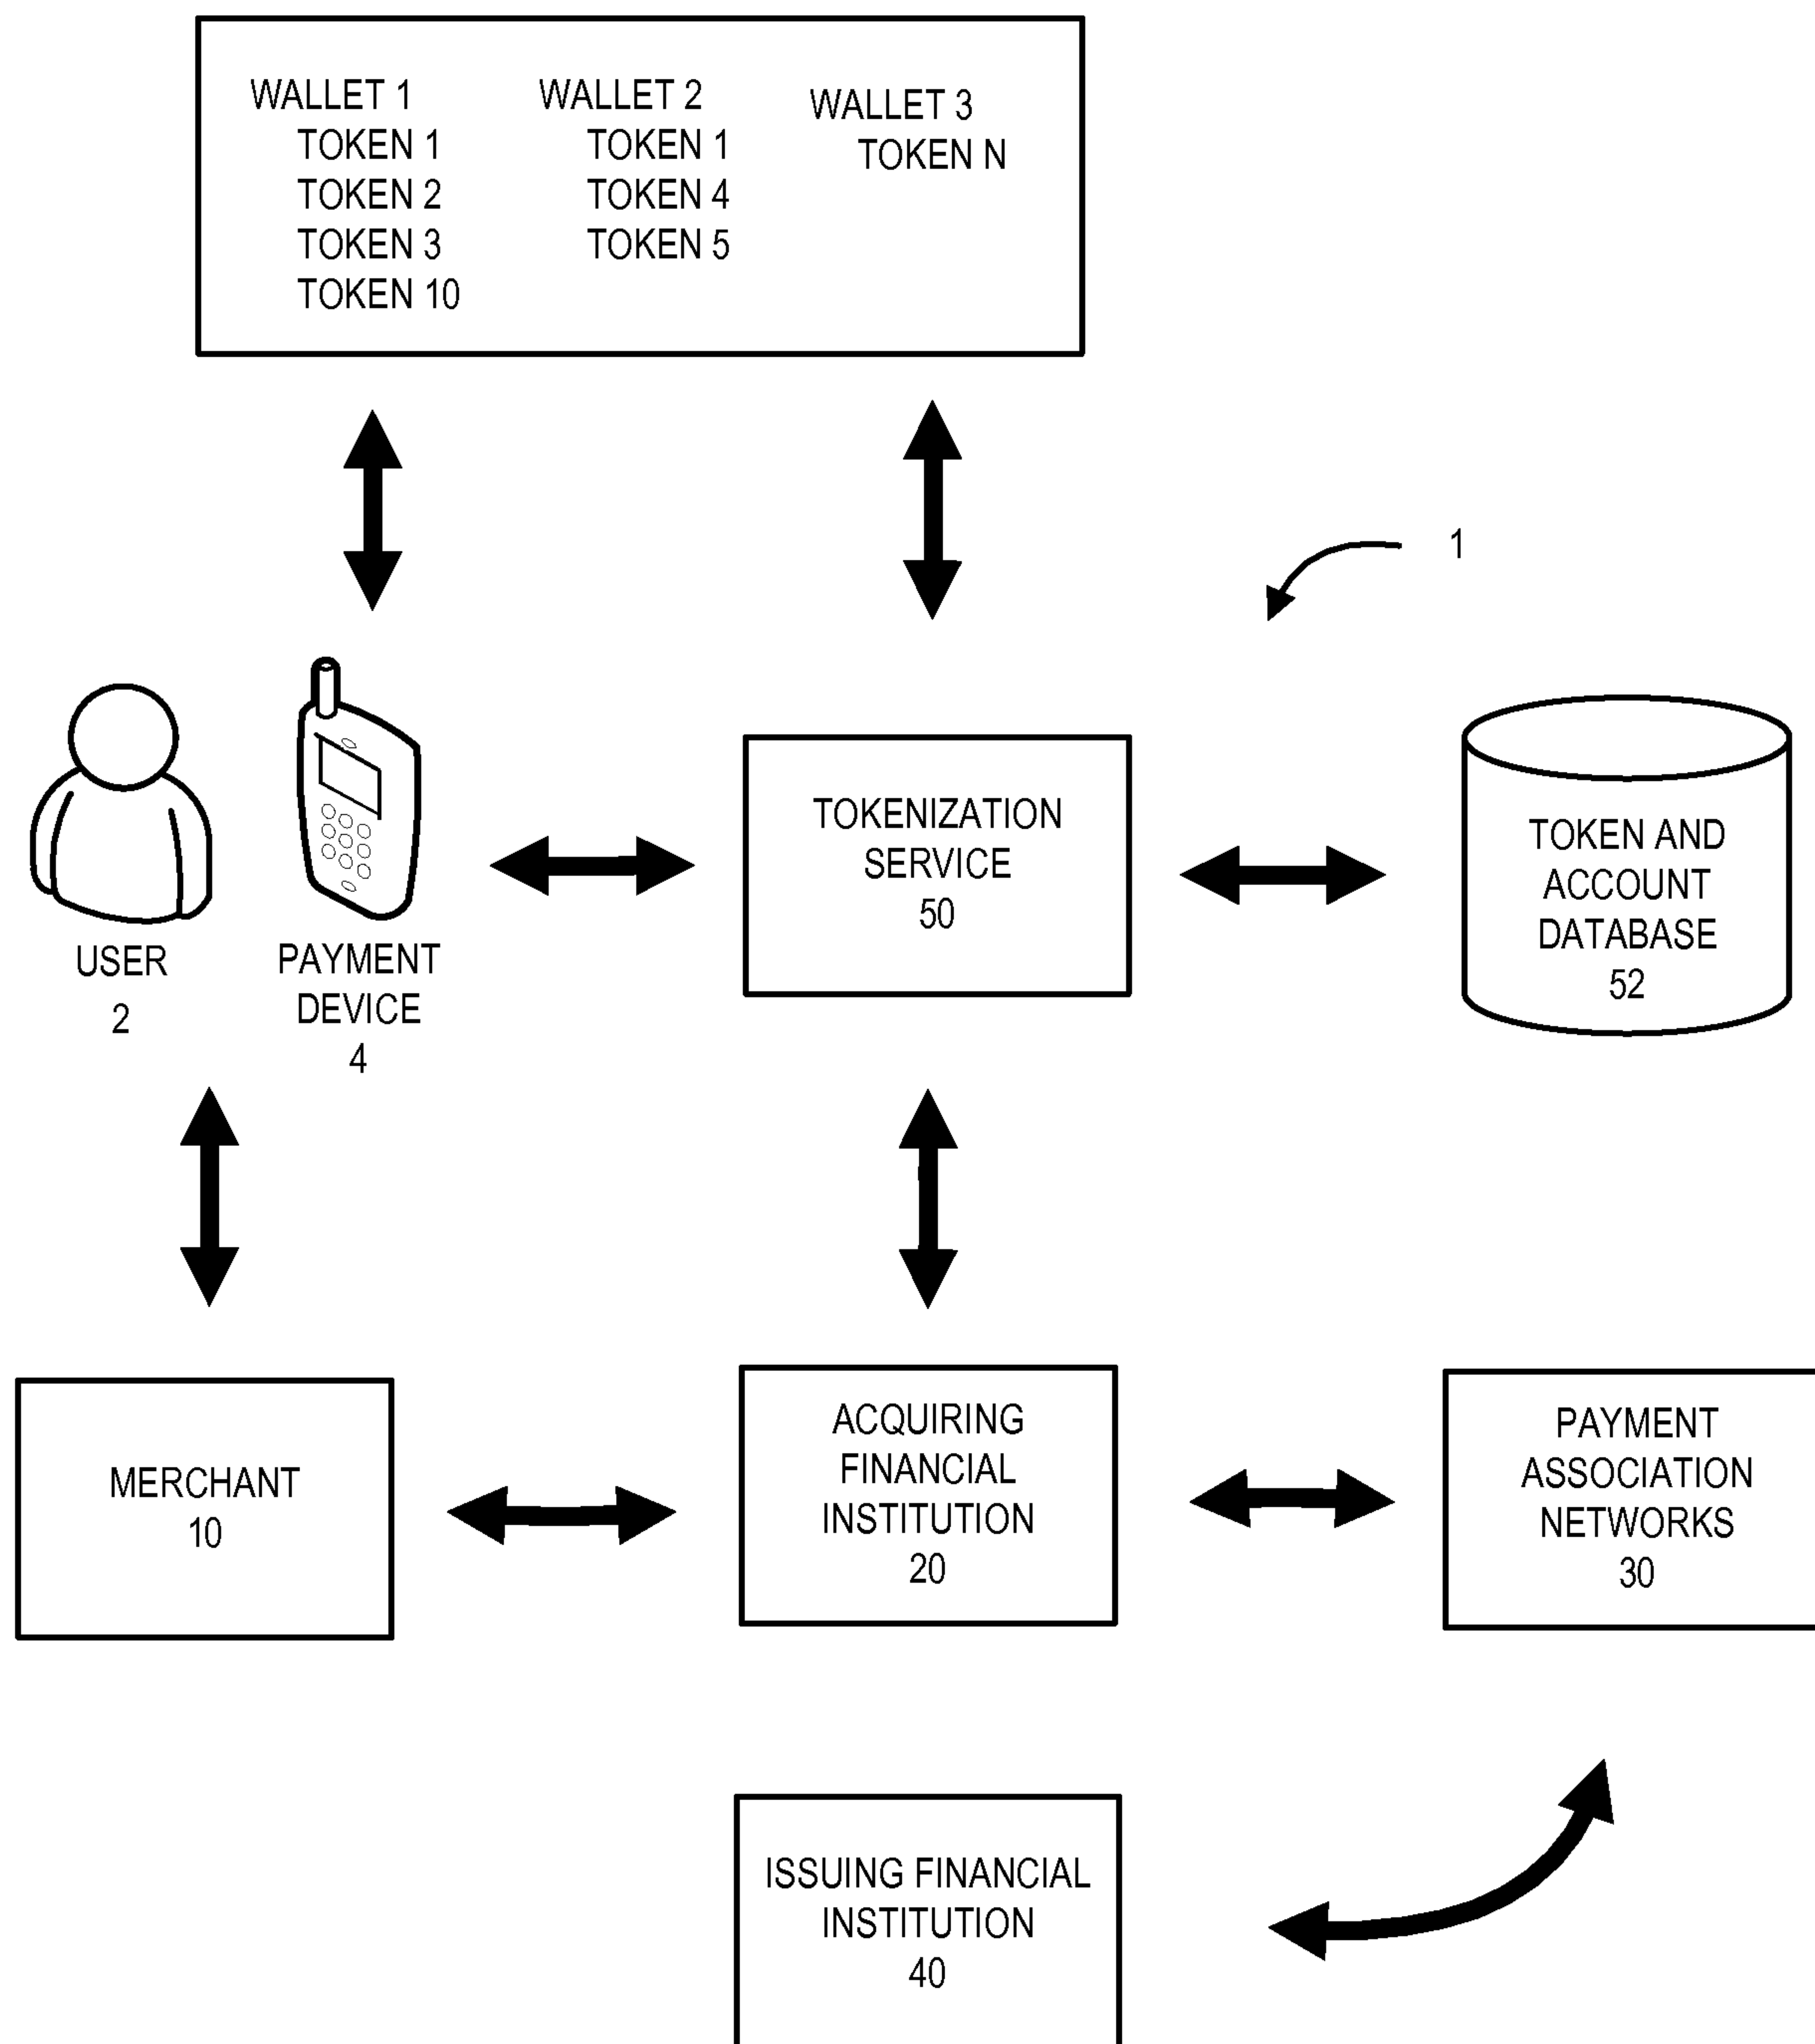 WALLET 1
TOKEN 1
TOKEN 2
TOKEN 3
TOKEN 10
WALLET 2
TOKEN 1
TOKEN 4
TOKEN 5
WALLET 3
TOKEN N
1
USER
2
PAYMENT
DEVICE
4
TOKENIZATION
SERVICE
50
TOKEN AND
ACCOUNT
DATABASE
52
MERCHANT
10
ACQUIRING
FINANCIAL
INSTITUTION
20
PAYMENT
ASSOCIATION
NETWORKS
30
ISSUING FINANCIAL
INSTITUTION
40